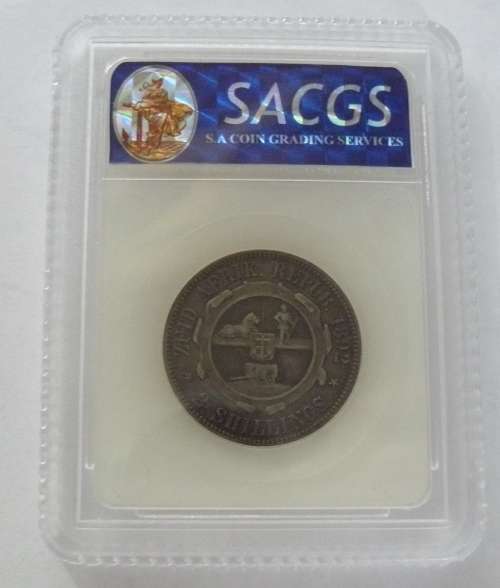 SACGS
S.A COIN GRADING SERVICES
ZUID AFRIK. REPUB. 1892
2 SHILLINGS